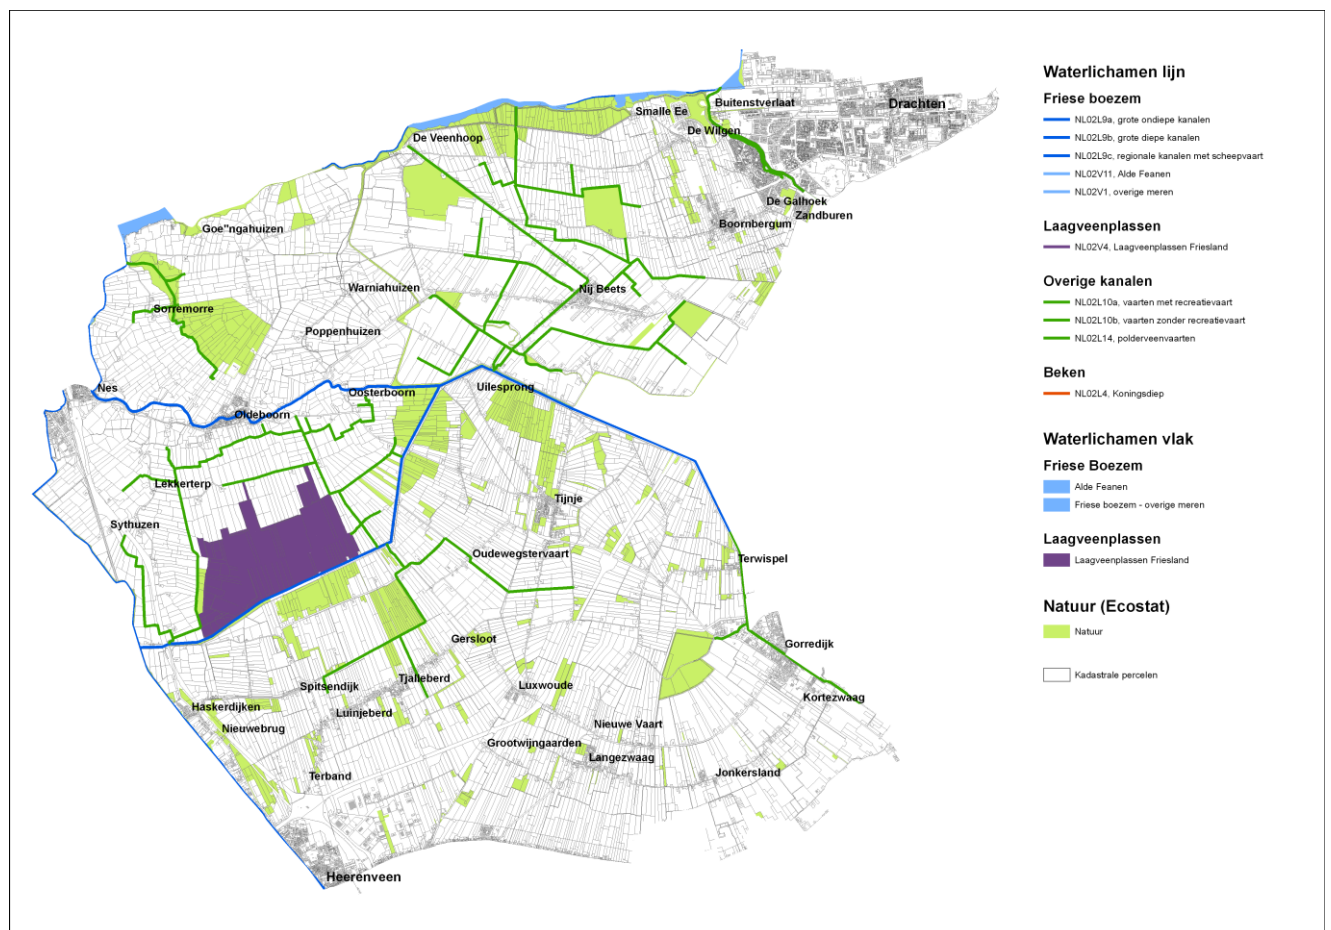 Waterlichamen lijn
Friese boezem
NL02L9a, grote ondiepe kanalen
NL02L9b, grote diepe kanalen
NL02L9c, regionale kanalen met scheepvaart
NL02V11, Alde Feanen
NL02V1, overige meren
Laagveenplassen
NL02V4, Laagveenplassen Friesland
Overige kanalen
NL02L10a, vaarten met recreatievaart
NL02L10b, vaarten zonder recreatievaart
NL02L14, polderveenvaarten
Beken
NL02L4, Koningsdiep
Waterlichamen vlak
Friese Boezem
Alde Feanen
Friese boezem - overige meren
Laagveenplassen
Laagveenplassen Friesland
Natuur (Ecostat)
Natuur
Kadastrale percelen
Drachten
Buitenstverlaat
Smalle Ee
De Wilgen
De Veenhoop
De Galhoek
Zandburen
Boornbergum
Goe"ngahuizen
Warniahuizen
Nij Beets
Sorremorre
Poppenhuizen
Nes
Oosterboorn
Uilesprong
Oldeboorn
Lekkerterp
Tijnje
Sythuzen
Oudewegstervaart
Terwispel
Gersloot
Gorredijk
Tjalleberd
Spitsendijk
Luxwoude
Kortezwaag
Haskerdijken
Luinjeberd
Nieuwebrug
Nieuwe Vaart
Grootwijngaarden
Langezwaag
Terband
Jonkersland
Heerenveen